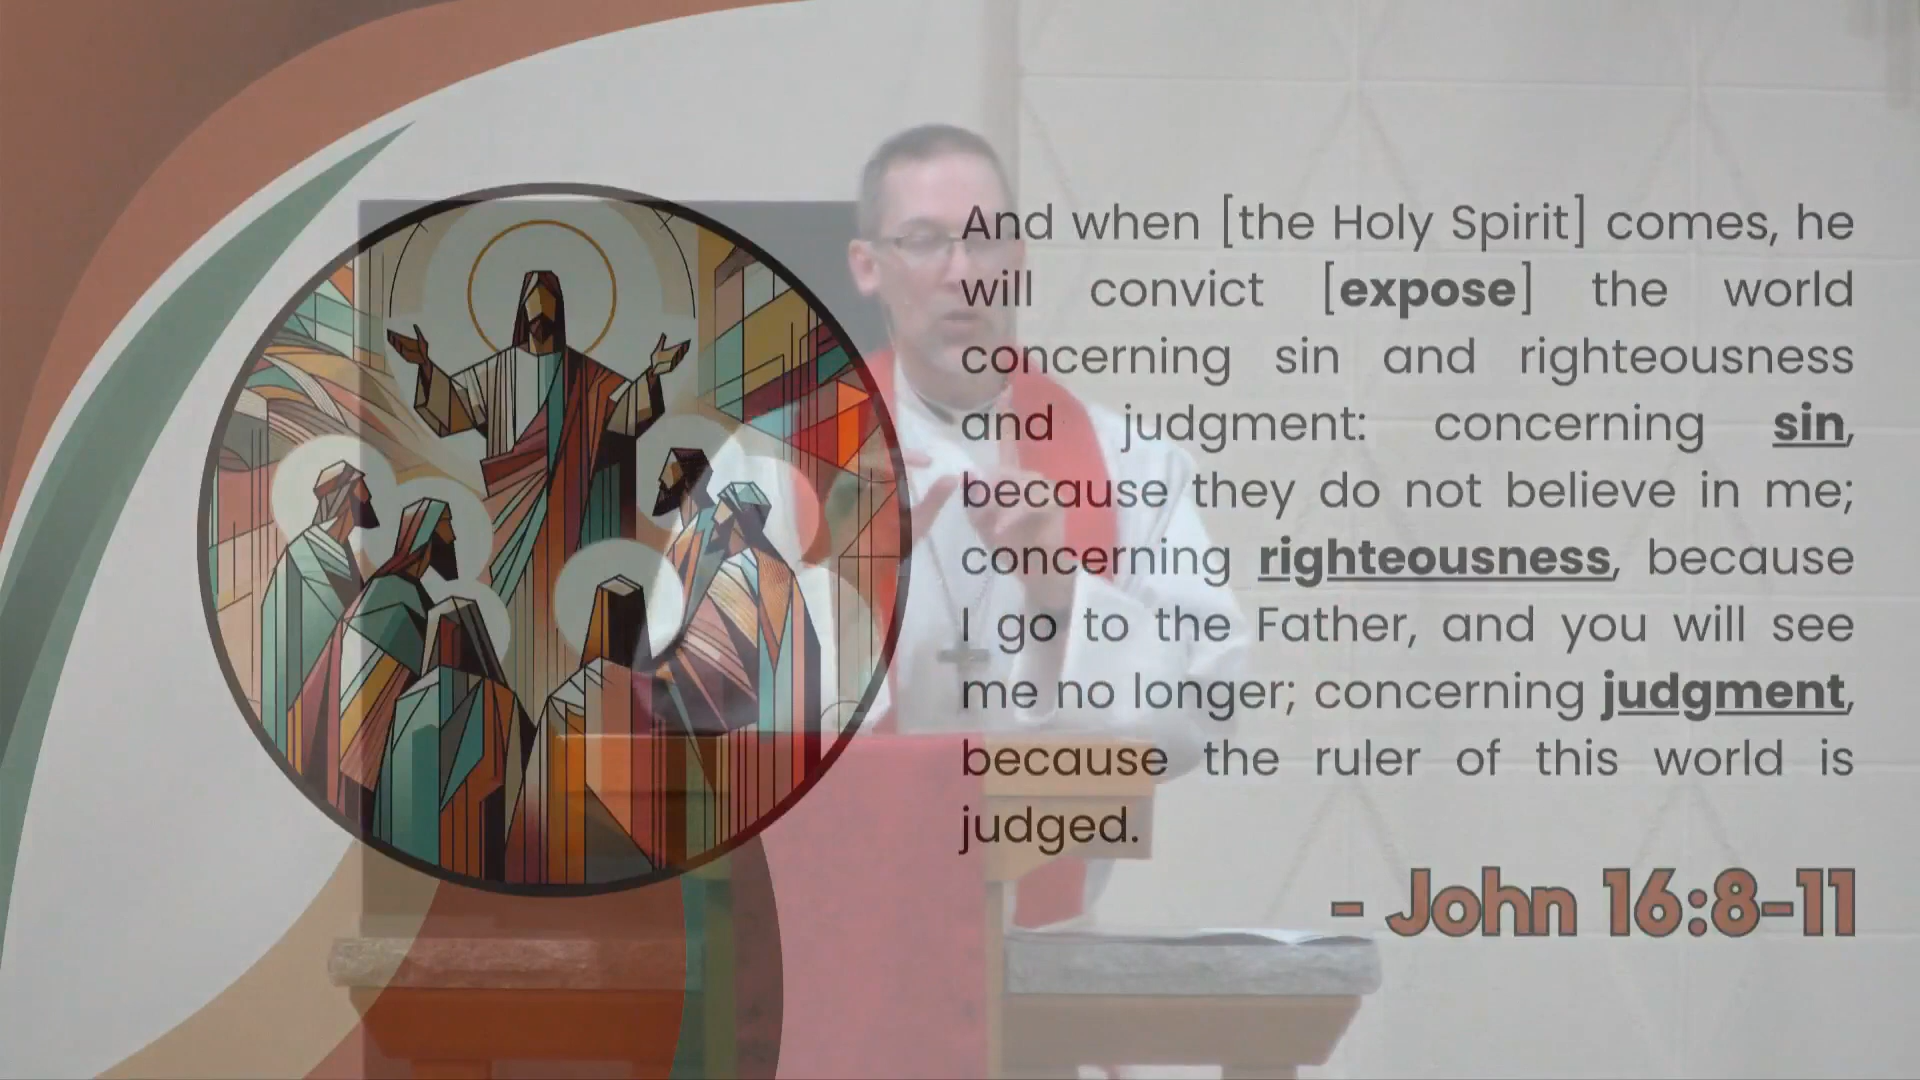 And when [the Holy Spirit] comes, he
will convict [expose] the world
concerning sin and righteousness
and judgment: concerning sin,
because they do not believe in me;
concerning righteousness, because
I go to the Father, and you will see
me no longer; concerning judgment,
because the ruler of this world is
judged.
- John 16:8-11